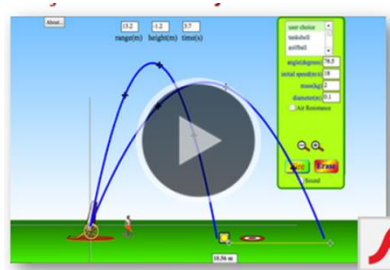 About...
13.2 -1.2 3.7
range(m) height(m) time(s)
user choice
tankshell
golfball
angle(degrees) 78.5
initial speed(m/s) 18
mass(kg) 2
diameter(m) 0.1
Air Resistance
Erase
Sound
10.56 m